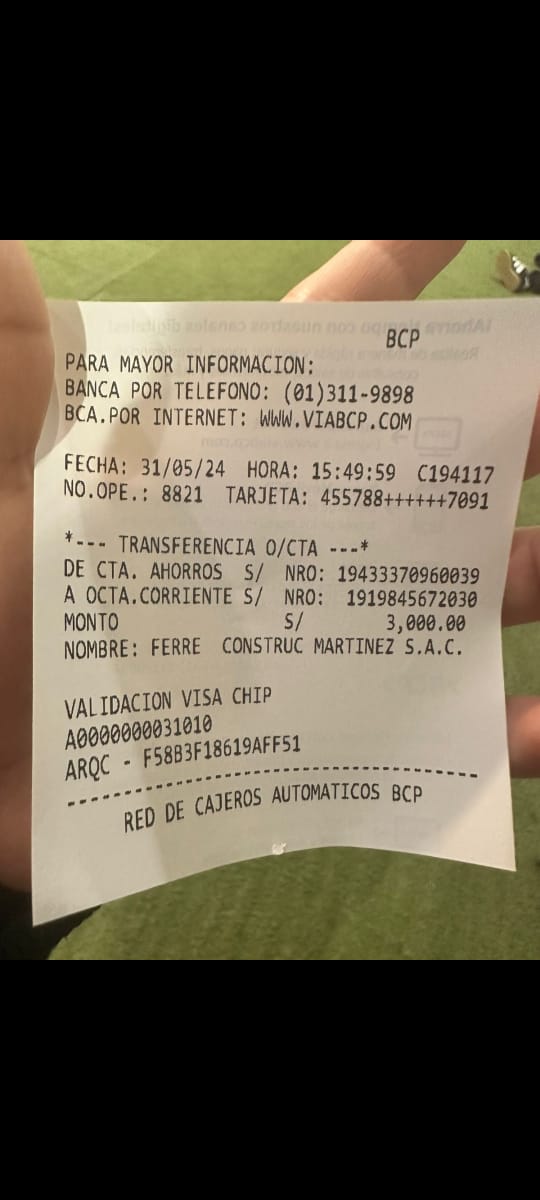 BCP
PARA MAYOR INFORMACION:
BANCA POR TELEFONO: (01)311-9898
BCA.POR INTERNET: WWW.VIABCP.COM
FECHA: 31/05/24 HORA: 15:49:59 C194117
NO.OPE.: 8821 TARJETA: 455788++++++7091
*--- TRANSFERENCIA O/CTA ---*
DE CTA. AHORROS S/ NRO: 19433370960039
A OCTA.CORRIENTE S/ NRO: 1919845672030
MONTO S/ 3,000.00
NOMBRE: FERRE CONSTRUC MARTINEZ S.A.C.
VALIDACION VISA CHIP
A0000000031010
ARQC - F58B3F18619AFF51
--------------------------------------
RED DE CAJEROS AUTOMATICOS BCP